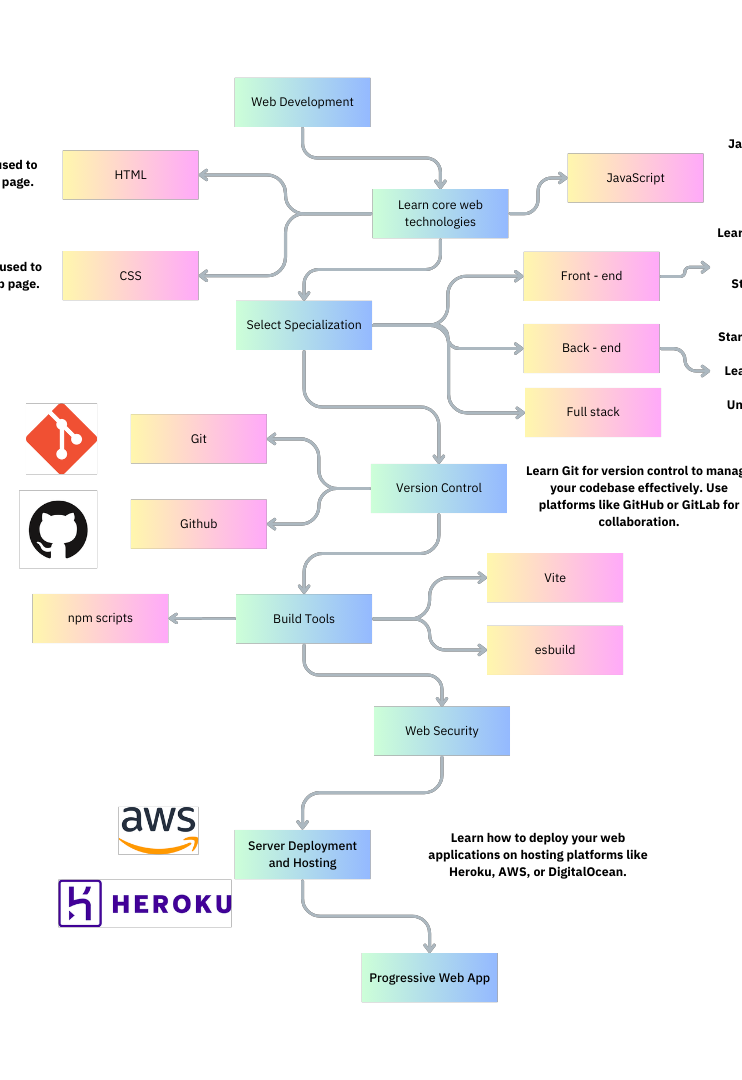 Web Development
used to
page.
HTML
Learn core web
technologies
JavaScript
Ja
used to
page.
CSS
Select Specialization
Front - end
Back - end
Full stack
Learn
St
Star
Lea
Un
Git
Github
Version Control
Learn Git for version control to manag
your codebase effectively. Use
platforms like GitHub or GitLab for
collaboration.
npm scripts
Build Tools
Vite
esbuild
Web Security
aws
HEROKU
Server Deployment
and Hosting
Learn how to deploy your web
applications on hosting platforms like
Heroku, AWS, or DigitalOcean.
Progressive Web App